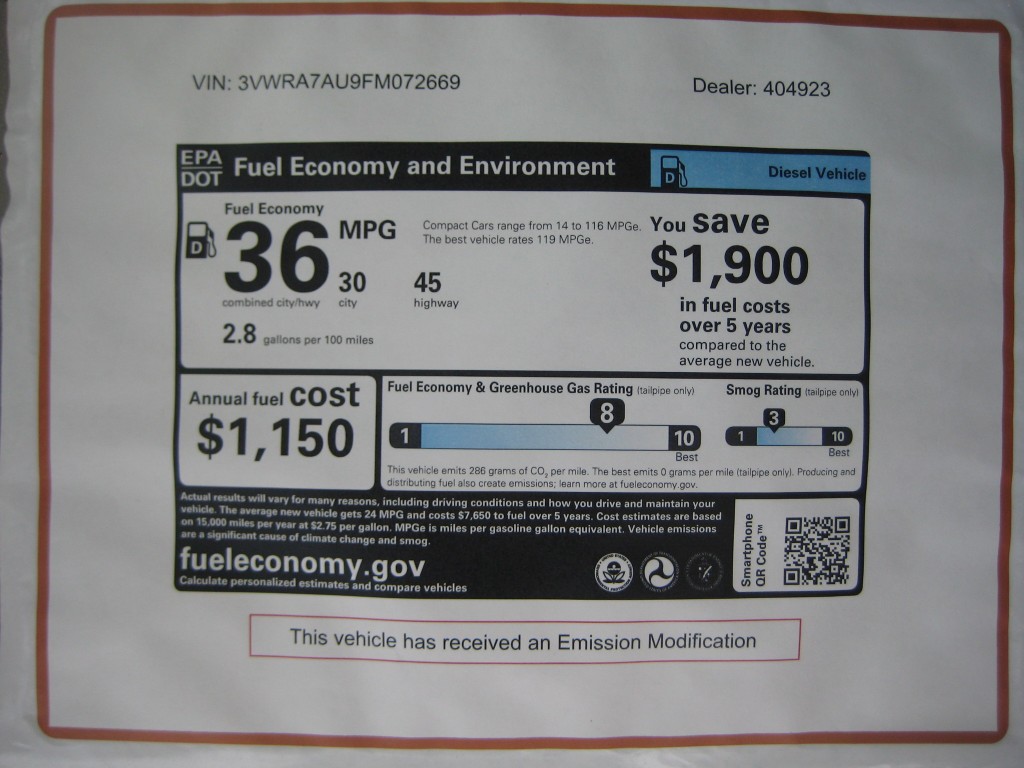 VIN: 3VWRA7AU9FM072669
Dealer: 404923
EPA
DOT
Fuel Economy and Environment
D
Diesel Vehicle
Fuel Economy
D
36 MPG
combined city/hwy
30
city
45
highway
2.8 gallons per 100 miles
Compact Cars range from 14 to 116 MPGe.
The best vehicle rates 119 MPGe.
You save
$1,900
in fuel costs
over 5 years
compared to the
average new vehicle.
Annual fuel cost
$1,150
Fuel Economy & Greenhouse Gas Rating (tailpipe only)
8
1
10
Best
Smog Rating (tailpipe only)
3
1
10
Best
This vehicle emits 286 grams of CO₂ per mile. The best emits 0 grams per mile (tailpipe only). Producing and
distributing fuel also create emissions; learn more at fueleconomy.gov.
Actual results will vary for many reasons, including driving conditions and how you drive and maintain your
vehicle. The average new vehicle gets 24 MPG and costs $7,650 to fuel over 5 years. Cost estimates are based
on 15,000 miles per year at $2.75 per gallon. MPGe is miles per gasoline gallon equivalent. Vehicle emissions
are a significant cause of climate change and smog.
fueleconomy.gov
Calculate personalized estimates and compare vehicles
Smartphone
QR Code™
This vehicle has received an Emission Modification